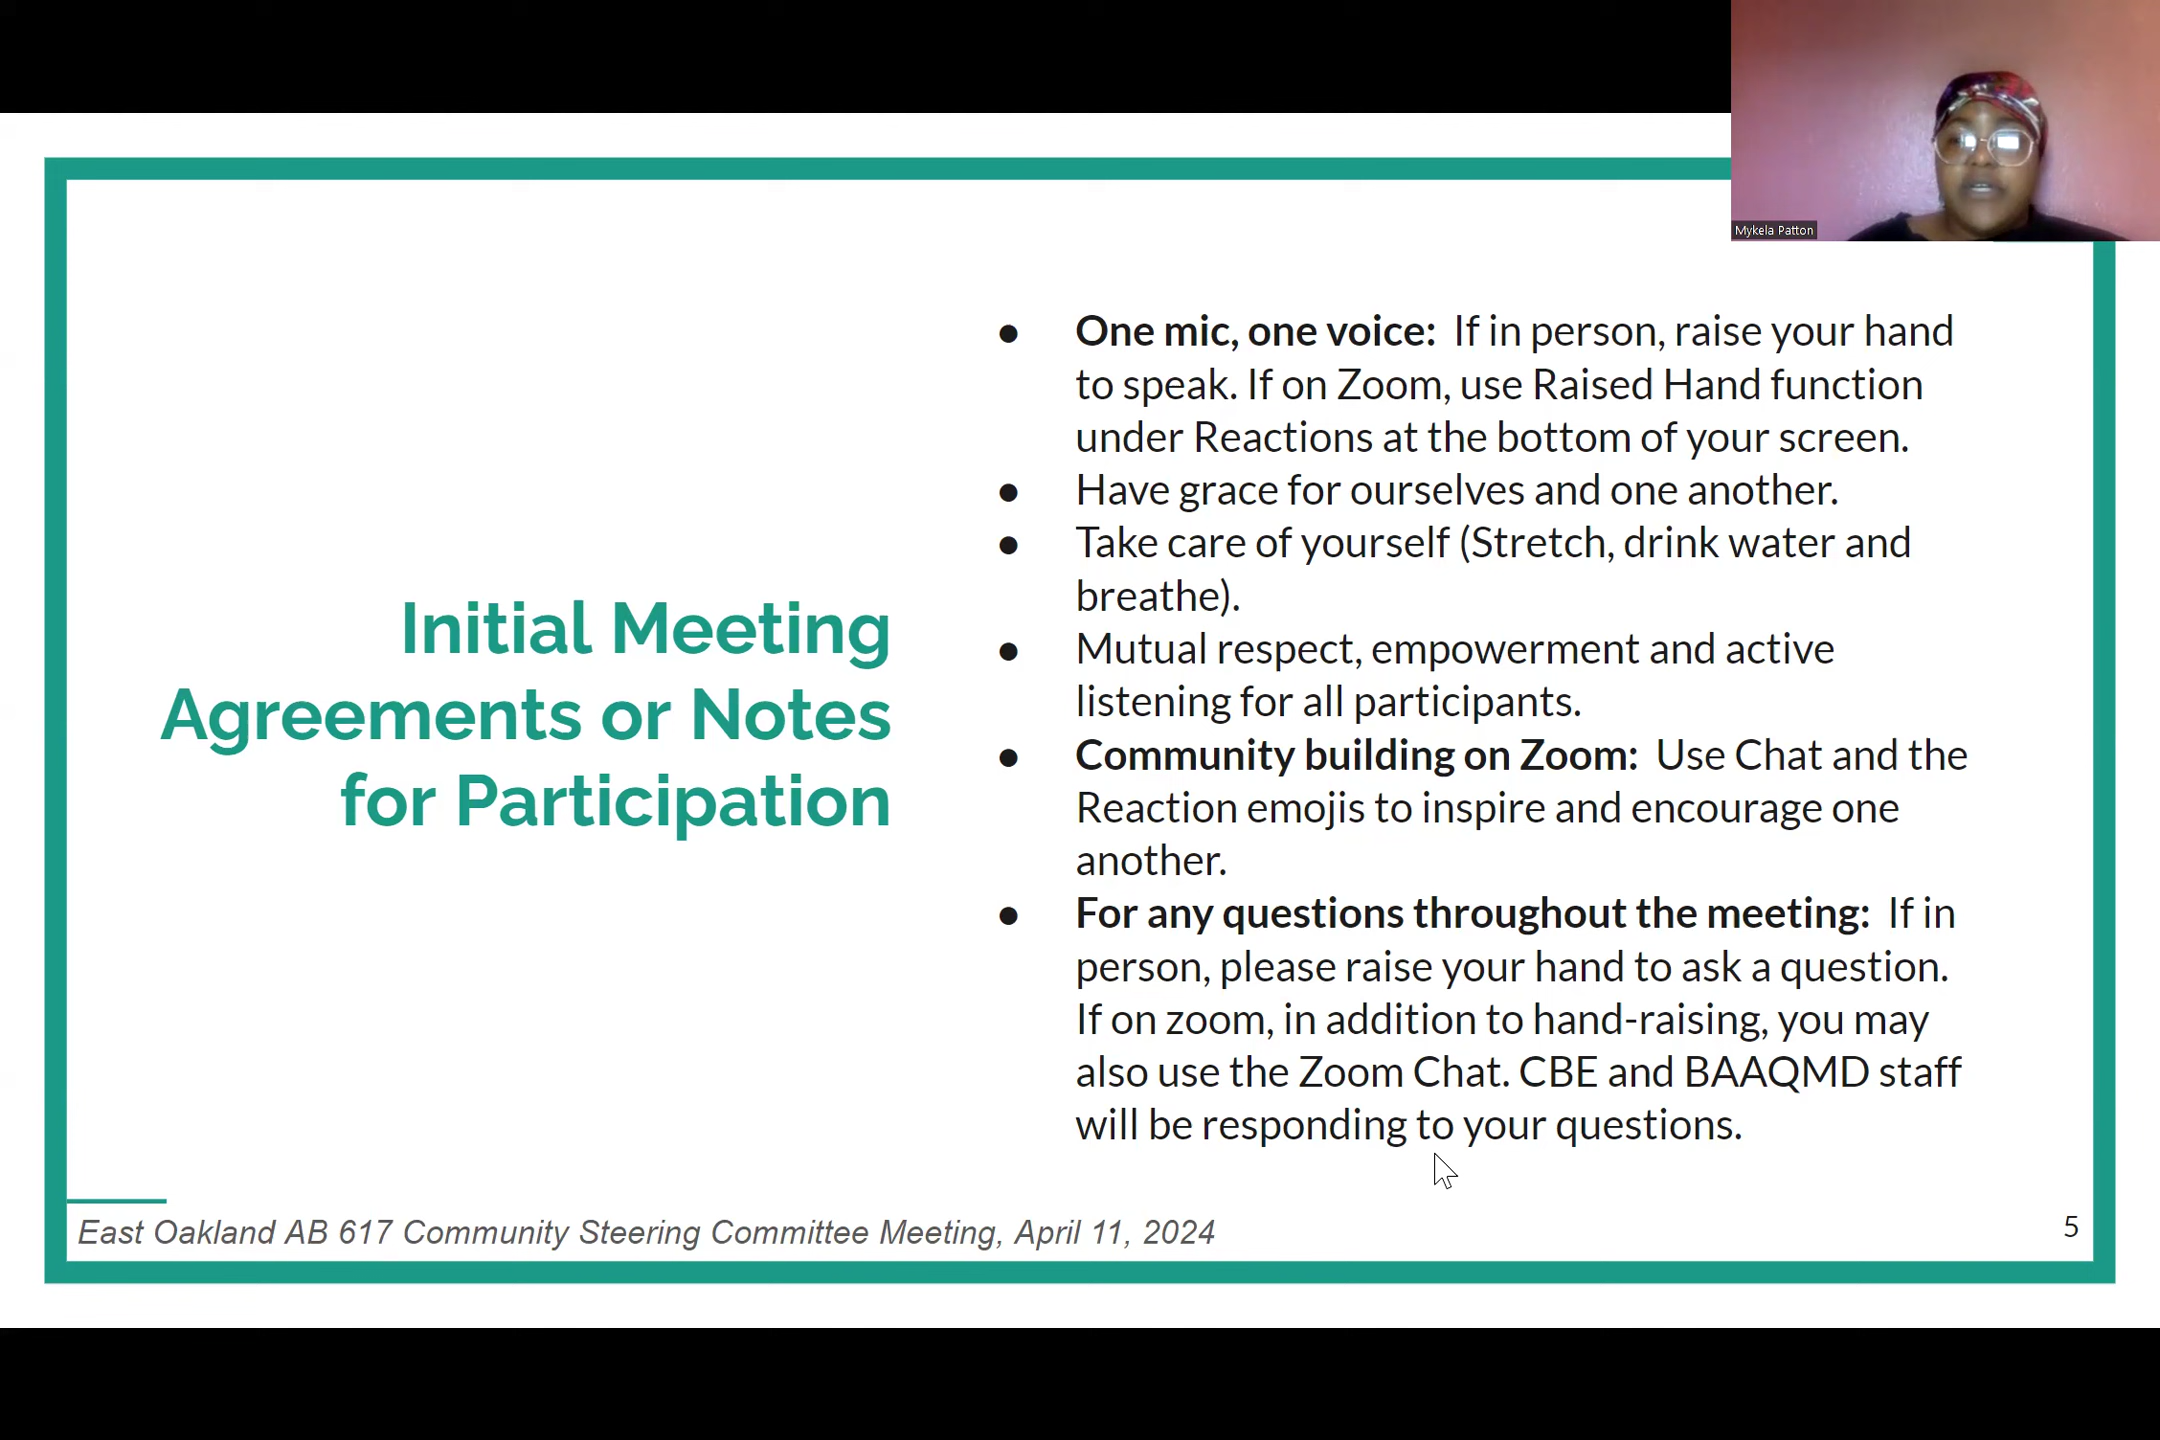 Mykela Patton
Initial Meeting
Agreements or Notes
for Participation
● One mic, one voice: If in person, raise your hand
to speak. If on Zoom, use Raised Hand function
under Reactions at the bottom of your screen.
● Have grace for ourselves and one another.
● Take care of yourself (Stretch, drink water and
breathe).
● Mutual respect, empowerment and active
listening for all participants.
● Community building on Zoom: Use Chat and the
Reaction emojis to inspire and encourage one
another.
● For any questions throughout the meeting: If in
person, please raise your hand to ask a question.
If on zoom, in addition to hand-raising, you may
also use the Zoom Chat. CBE and BAAQMD staff
will be responding to your questions.
East Oakland AB 617 Community Steering Committee Meeting, April 11, 2024
5